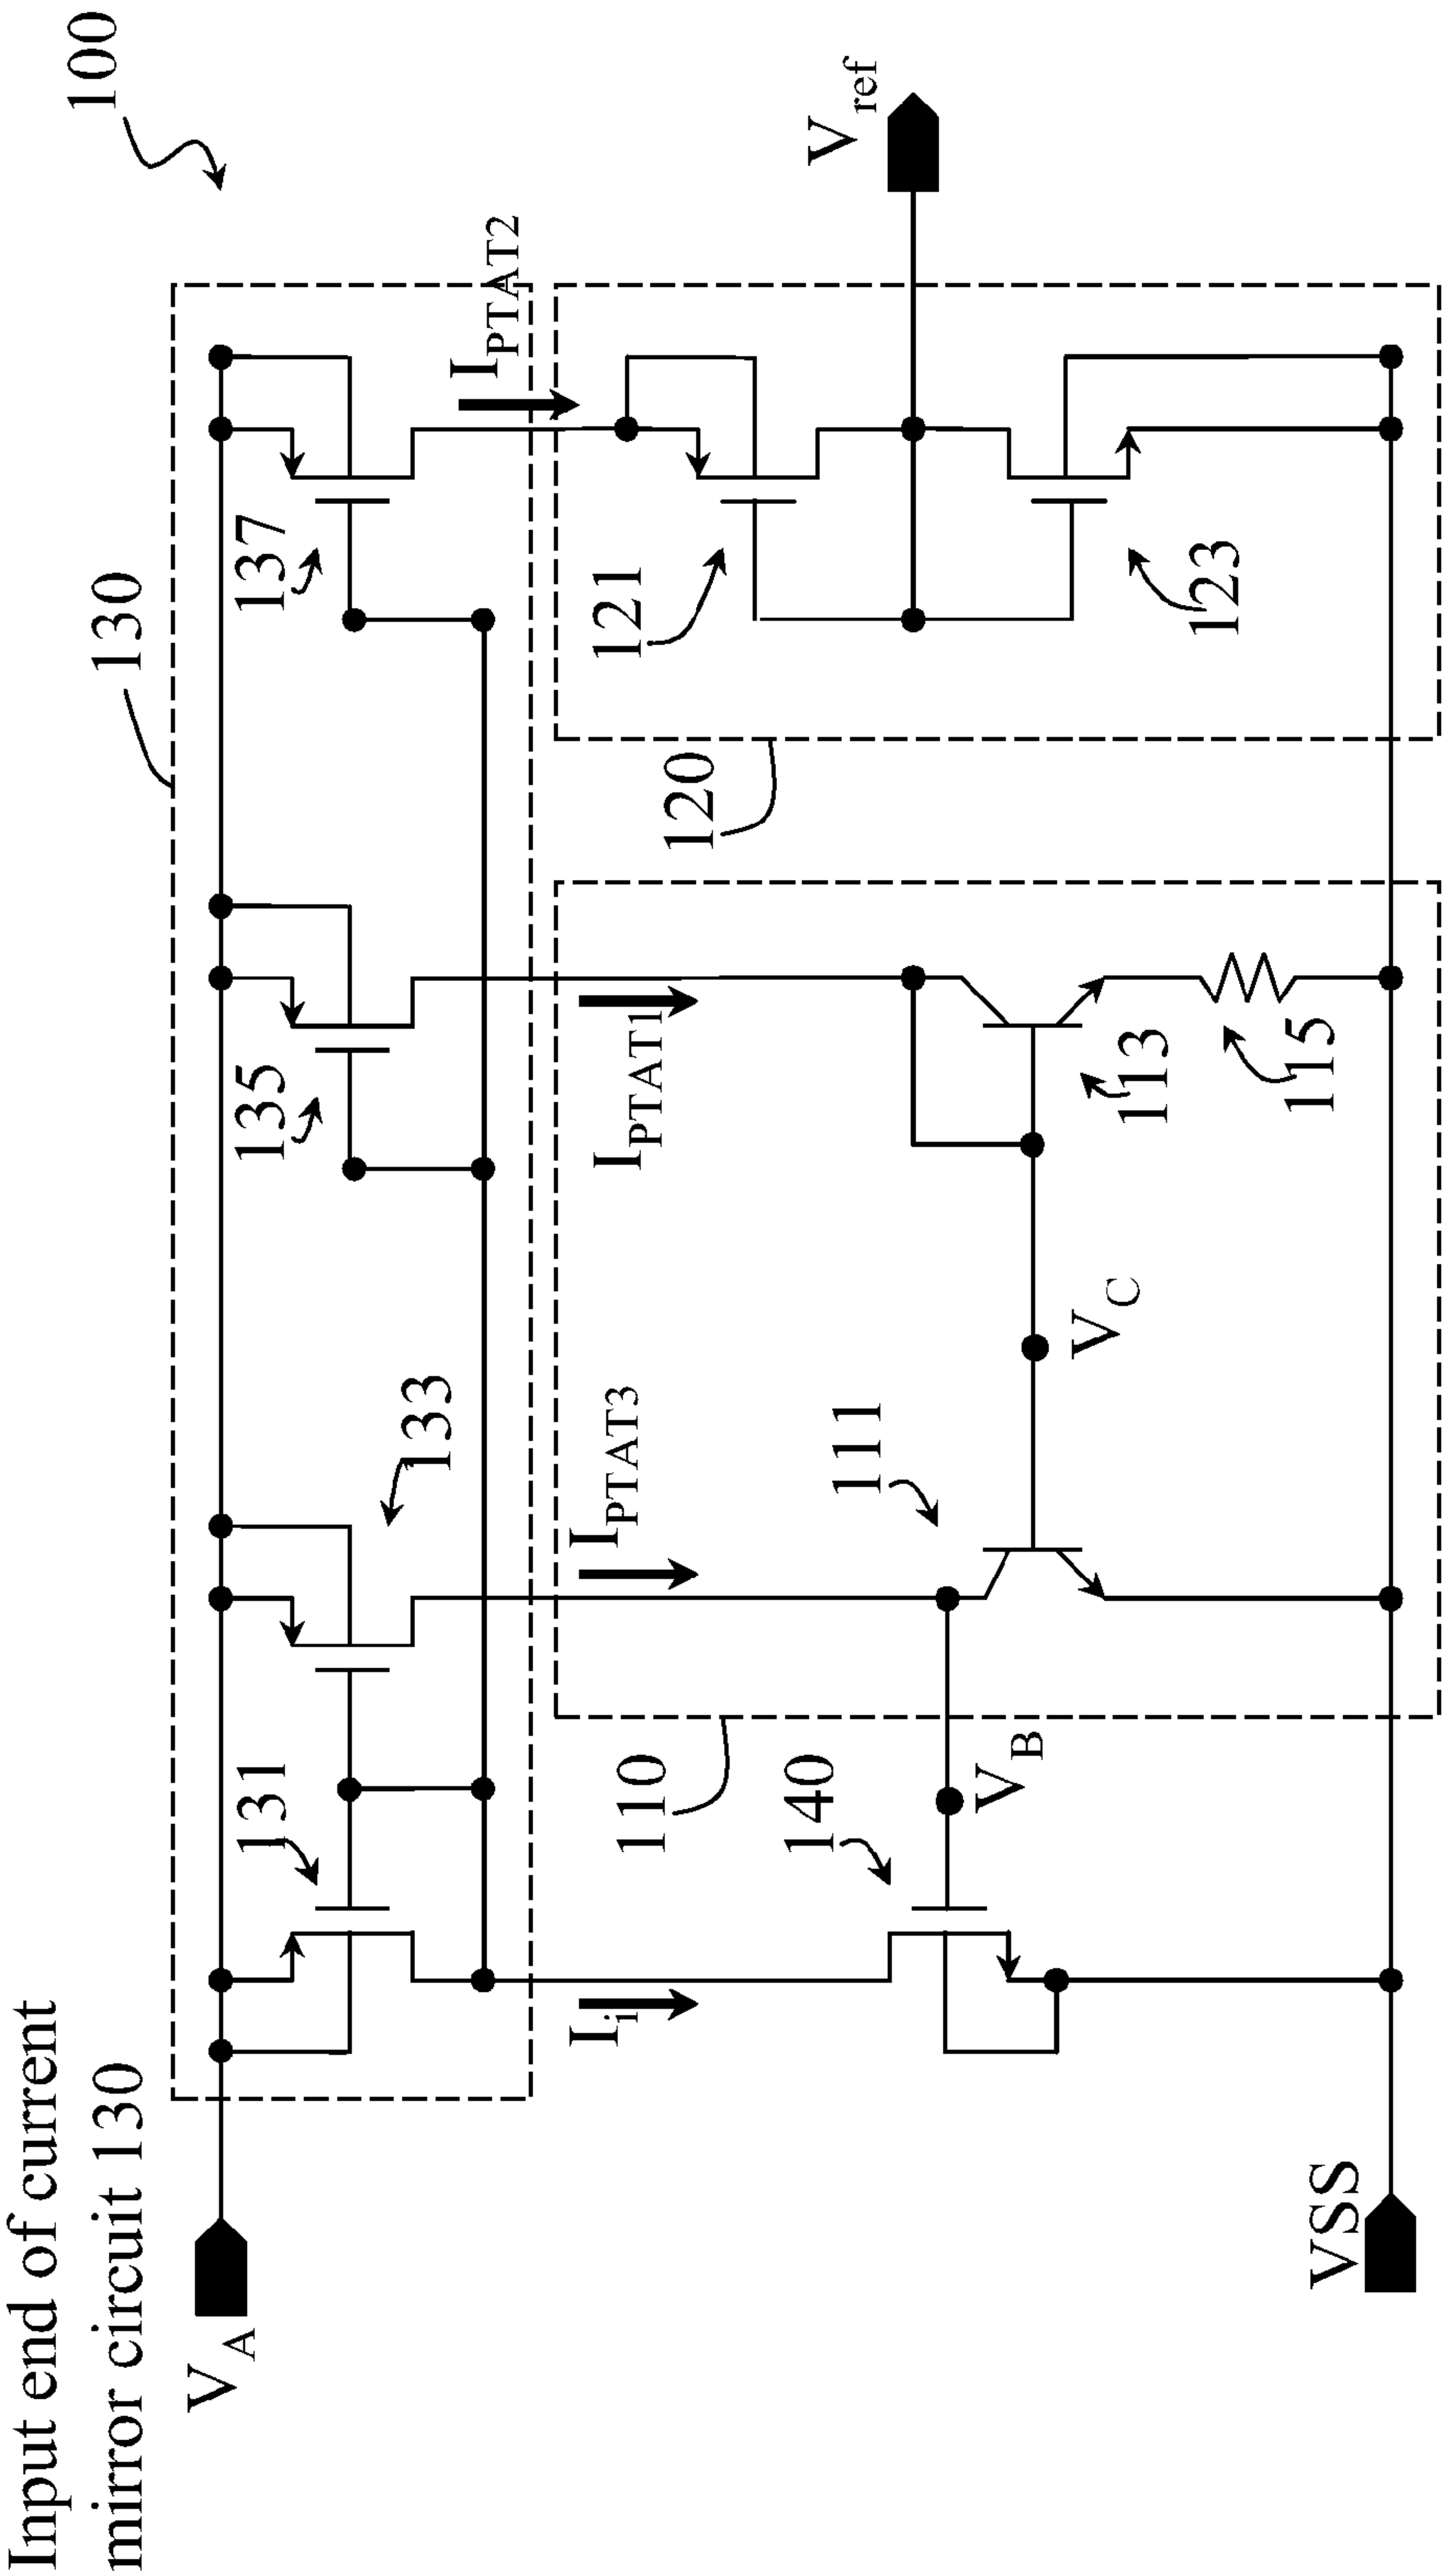 Input end of current
mirror circuit 130
100
130
V_A
131
133
135
137
I_i
I_PTAT3
I_PTAT1
I_PTAT2
110
120
140
V_B
111
V_C
113
115
121
123
V_ref
VSS